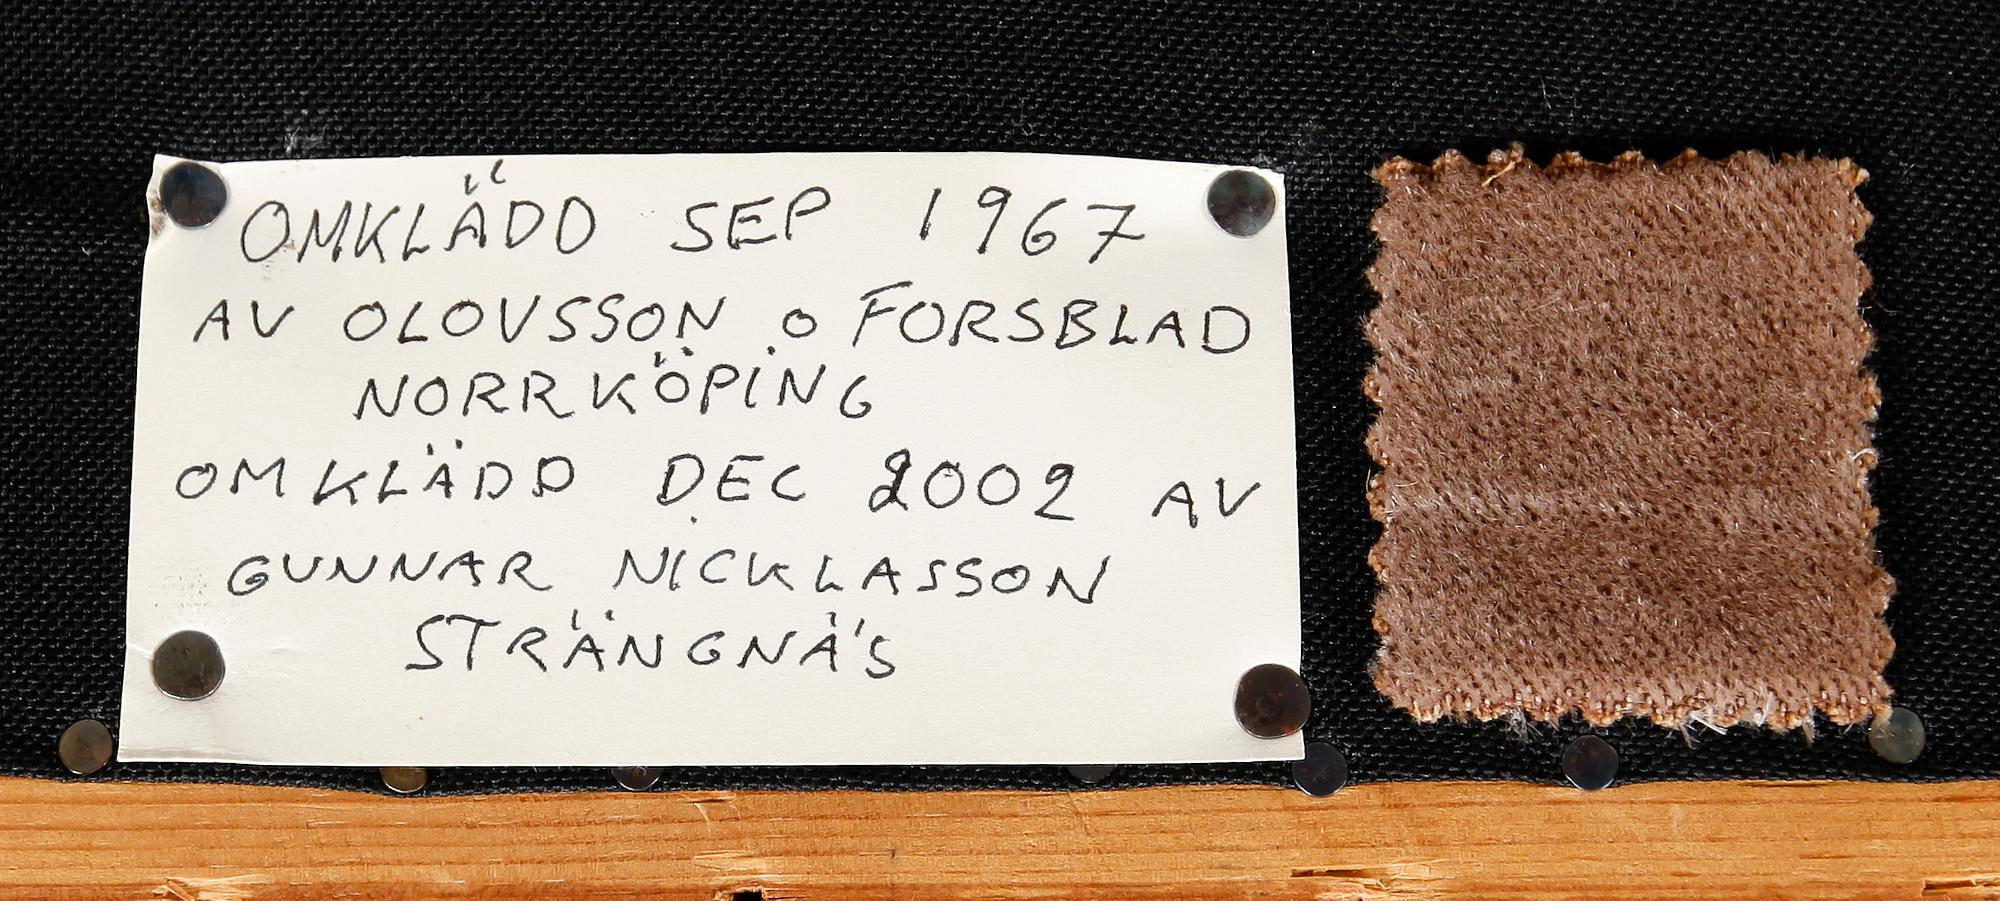 OMKLÄDD SEP 1967
AV OLOVSSON o FORSBLAD
NORRKÖPING
OMKLÄDD DEC 2002 AV
GUNNAR NICKLASSON
STRÄNGNÄS